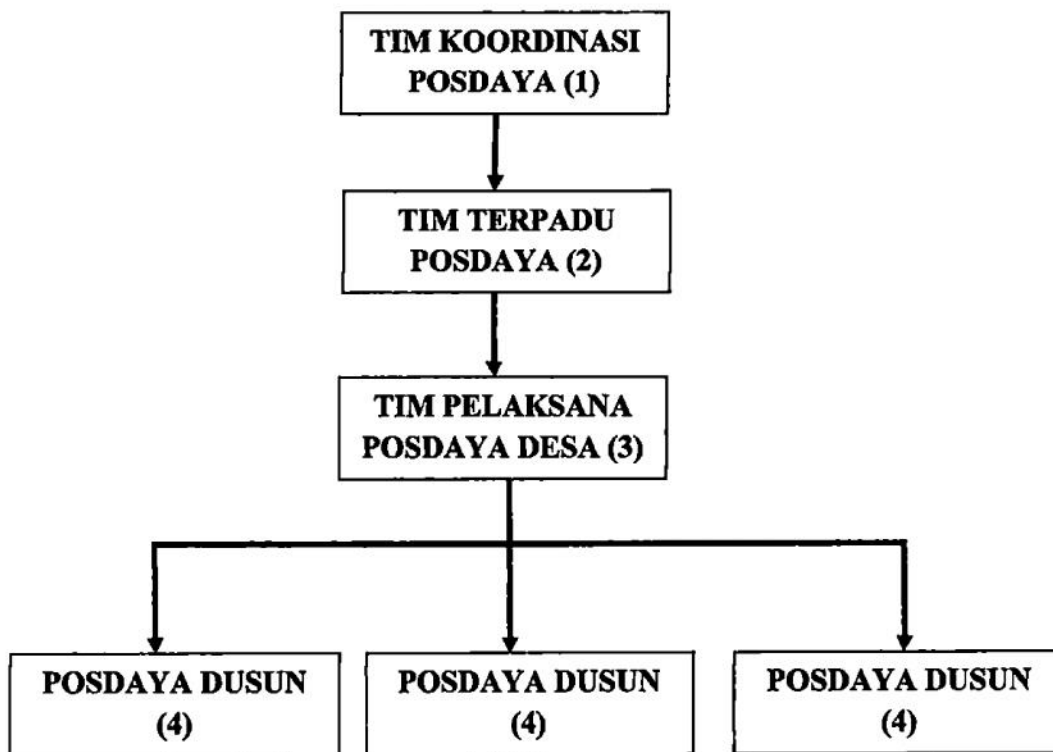 TIM KOORDINASI
POSDAYA (1)
TIM TERPADU
POSDAYA (2)
TIM PELAKSANA
POSDAYA DESA (3)
POSDAYA DUSUN
(4)
POSDAYA DUSUN
(4)
POSDAYA DUSUN
(4)